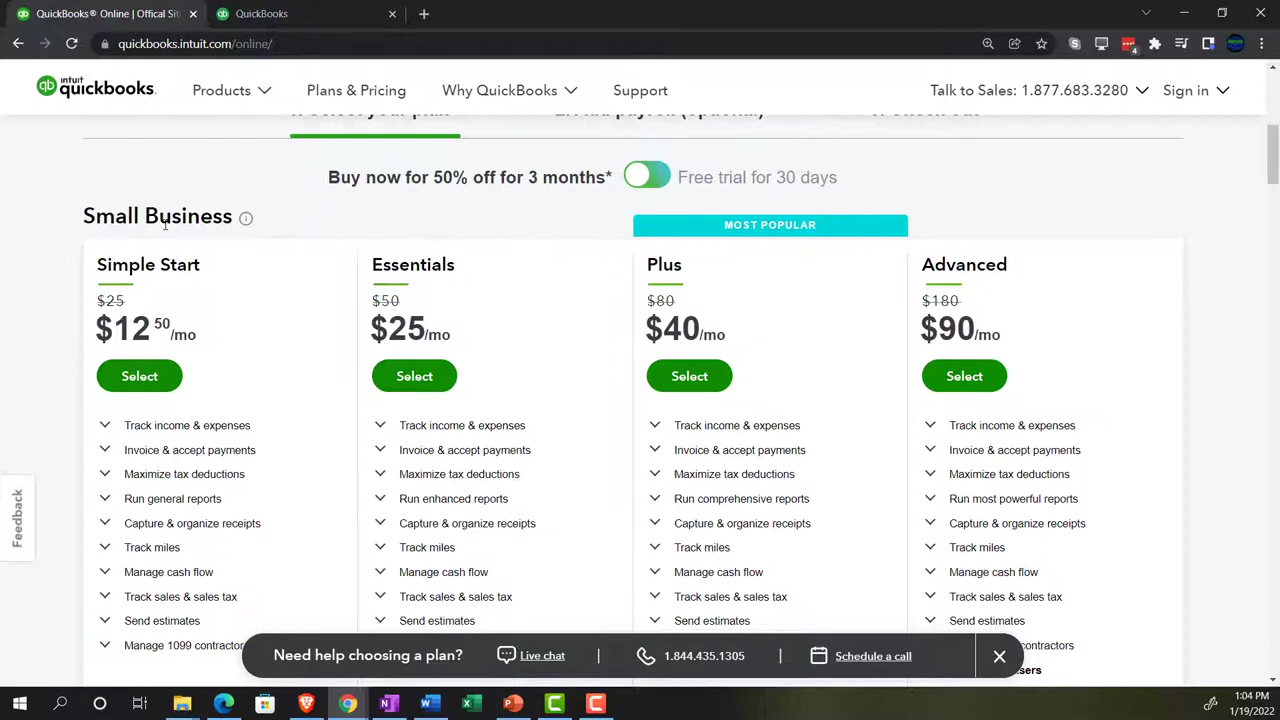 QuickBooks® Online | Offical Sit
QuickBooks
quickbooks.intuit.com/online/
intuit quickbooks.
Products
Plans & Pricing
Why QuickBooks
Support
Talk to Sales: 1.877.683.3280
Sign in
Buy now for 50% off for 3 months*
Free trial for 30 days
Small Business
MOST POPULAR
Simple Start
$25
$12 50/mo
Select
Track income & expenses
Invoice & accept payments
Maximize tax deductions
Run general reports
Capture & organize receipts
Track miles
Manage cash flow
Track sales & sales tax
Send estimates
Manage 1099 contractor
Essentials
$50
$25/mo
Select
Track income & expenses
Invoice & accept payments
Maximize tax deductions
Run enhanced reports
Capture & organize receipts
Track miles
Manage cash flow
Track sales & sales tax
Send estimates
Plus
$80
$40/mo
Select
Track income & expenses
Invoice & accept payments
Maximize tax deductions
Run comprehensive reports
Capture & organize receipts
Track miles
Manage cash flow
Track sales & sales tax
Send estimates
Advanced
$180
$90/mo
Select
Track income & expenses
Invoice & accept payments
Maximize tax deductions
Run most powerful reports
Capture & organize receipts
Track miles
Manage cash flow
Track sales & sales tax
Send estimates
contractors
sers
Feedback
Need help choosing a plan?
Live chat
1.844.435.1305
Schedule a call
1:04 PM
1/19/2022